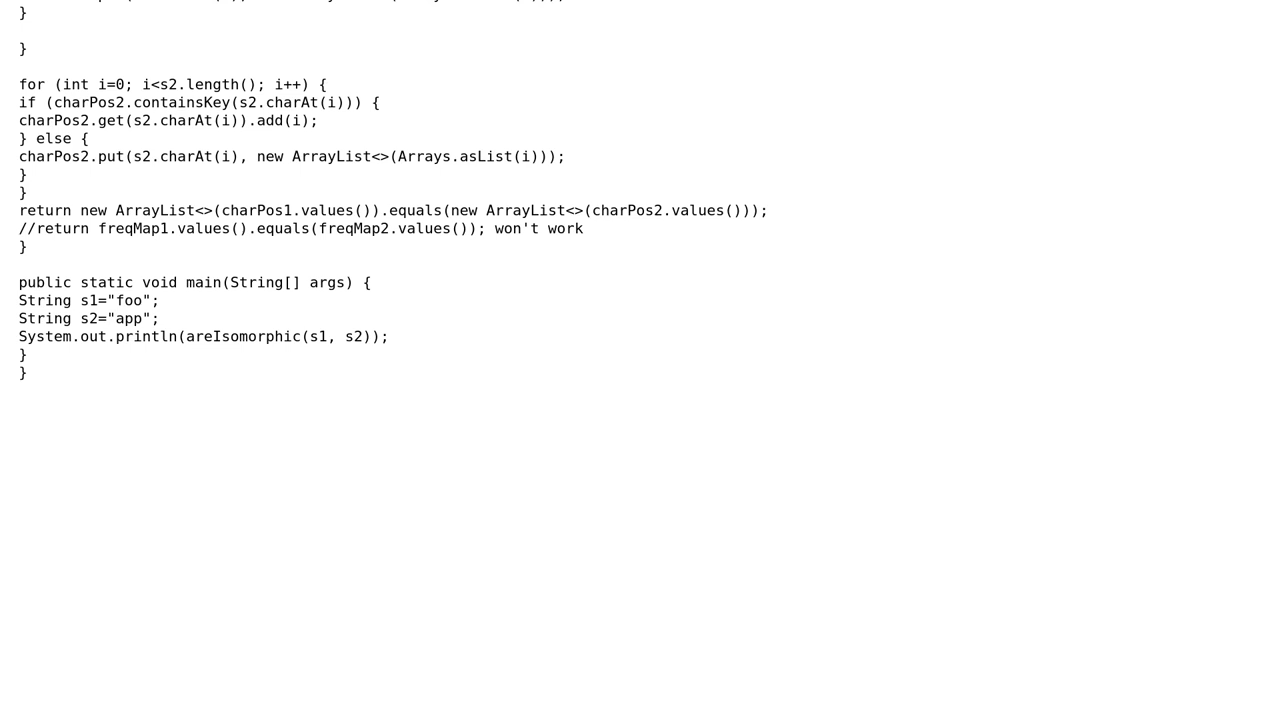 }
}
for (int i=0; i<s2.length(); i++) {
if (charPos2.containsKey(s2.charAt(i))) {
charPos2.get(s2.charAt(i)).add(i);
} else {
charPos2.put(s2.charAt(i), new ArrayList<>(Arrays.asList(i)));
}
}
return new ArrayList<>(charPos1.values()).equals(new ArrayList<>(charPos2.values()));
//return freqMap1.values().equals(freqMap2.values()); won't work
}
public static void main(String[] args) {
String s1="foo";
String s2="app";
System.out.println(areIsomorphic(s1, s2));
}
}